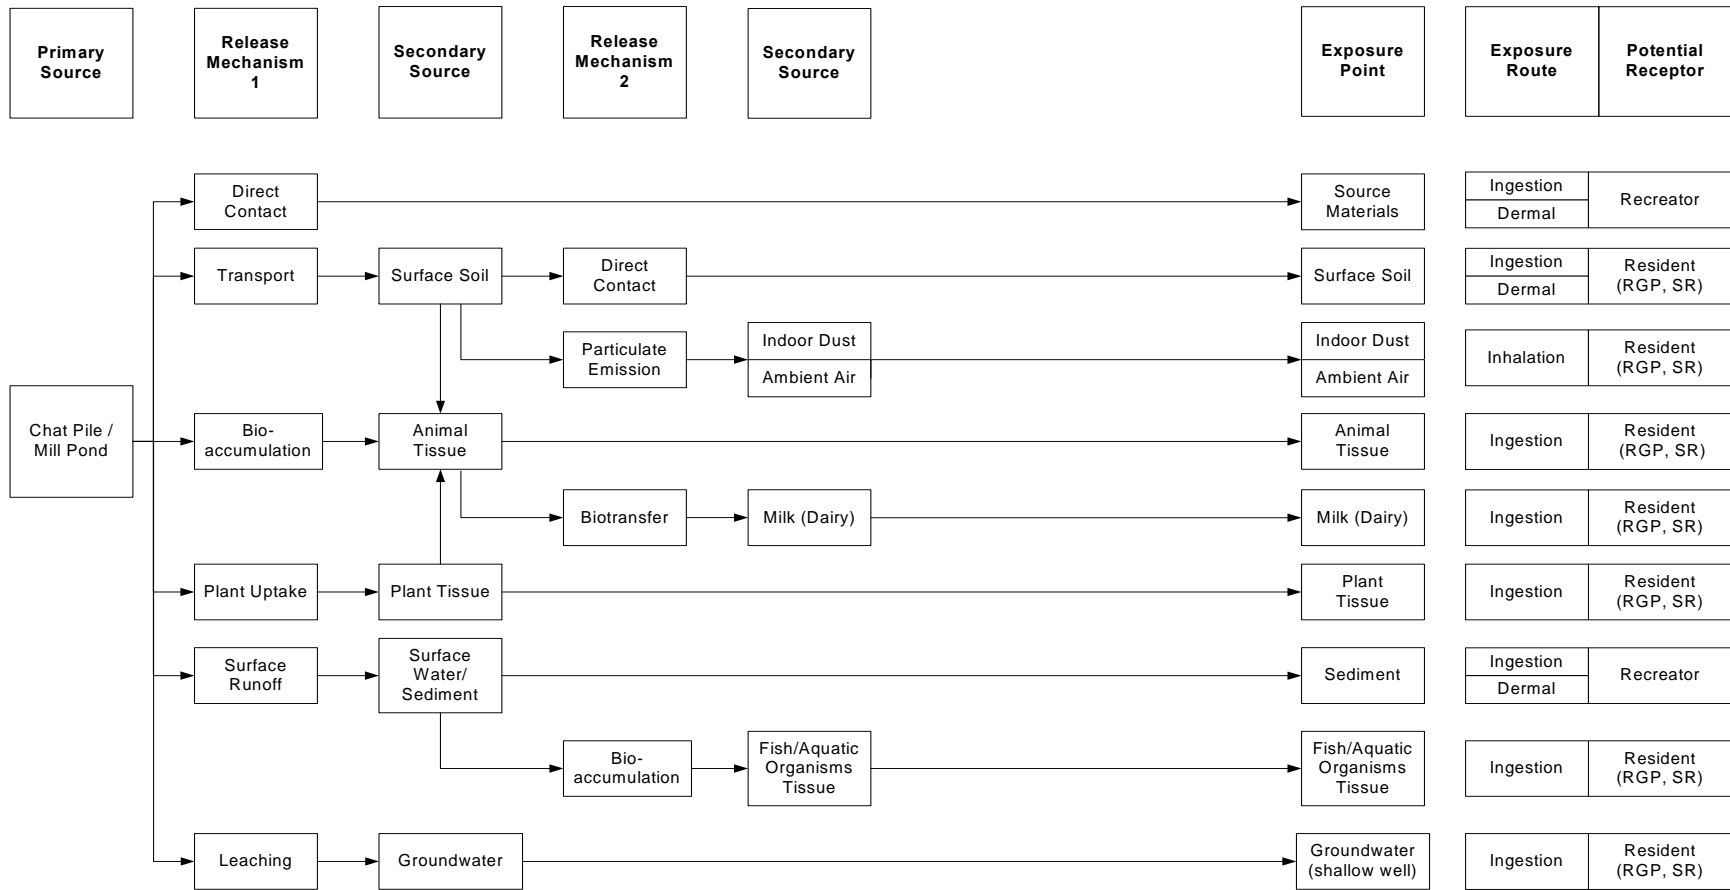 Primary
Source
Release
Mechanism
1
Secondary
Source
Release
Mechanism
2
Secondary
Source
Exposure
Point
Exposure
Route
Potential
Receptor
Direct
Contact
Source
Materials
Ingestion
Dermal
Recreator
Transport
Surface Soil
Direct
Contact
Surface Soil
Ingestion
Dermal
Resident
(RGP, SR)
Particulate
Emission
Indoor Dust
Ambient Air
Indoor Dust
Ambient Air
Inhalation
Resident
(RGP, SR)
Chat Pile /
Mill Pond
Bio-
accumulation
Animal
Tissue
Animal
Tissue
Ingestion
Resident
(RGP, SR)
Biotransfer
Milk (Dairy)
Milk (Dairy)
Ingestion
Resident
(RGP, SR)
Plant Uptake
Plant Tissue
Plant
Tissue
Ingestion
Resident
(RGP, SR)
Surface
Runoff
Surface
Water/
Sediment
Sediment
Ingestion
Dermal
Recreator
Bio-
accumulation
Fish/Aquatic
Organisms
Tissue
Fish/Aquatic
Organisms
Tissue
Ingestion
Resident
(RGP, SR)
Leaching
Groundwater
Groundwater
(shallow well)
Ingestion
Resident
(RGP, SR)